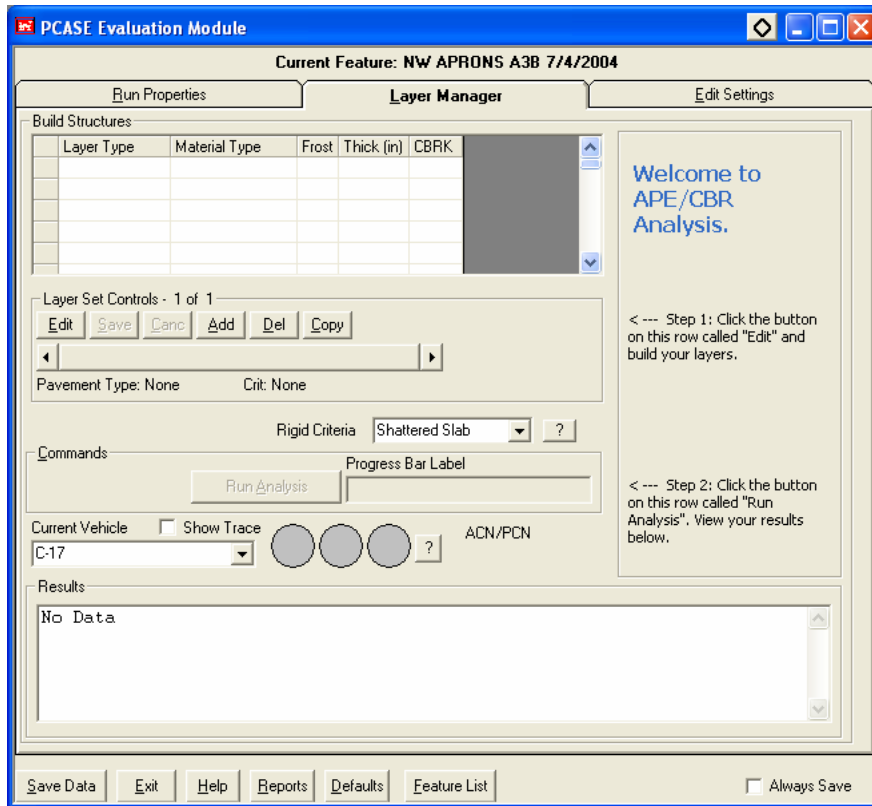 PCASE Evaluation Module
Current Feature: NW APRONS A3B 7/4/2004
Run Properties
Layer Manager
Edit Settings
Build Structures
Layer Type Material Type Frost Thick (in) CBRK
Welcome to
APE/CBR
Analysis.
Layer Set Controls - 1 of 1
Edit Save Canc Add Del Copy
< --- Step 1: Click the button
on this row called "Edit" and
build your layers.
Pavement Type: None Crit: None
Rigid Criteria Shattered Slab ?
Commands
Progress Bar Label
Run Analysis
< --- Step 2: Click the button
on this row called "Run
Analysis". View your results
below.
Current Vehicle Show Trace
C-17
?
ACN/PCN
Results
No Data
Save Data Exit Help Reports Defaults Feature List Always Save